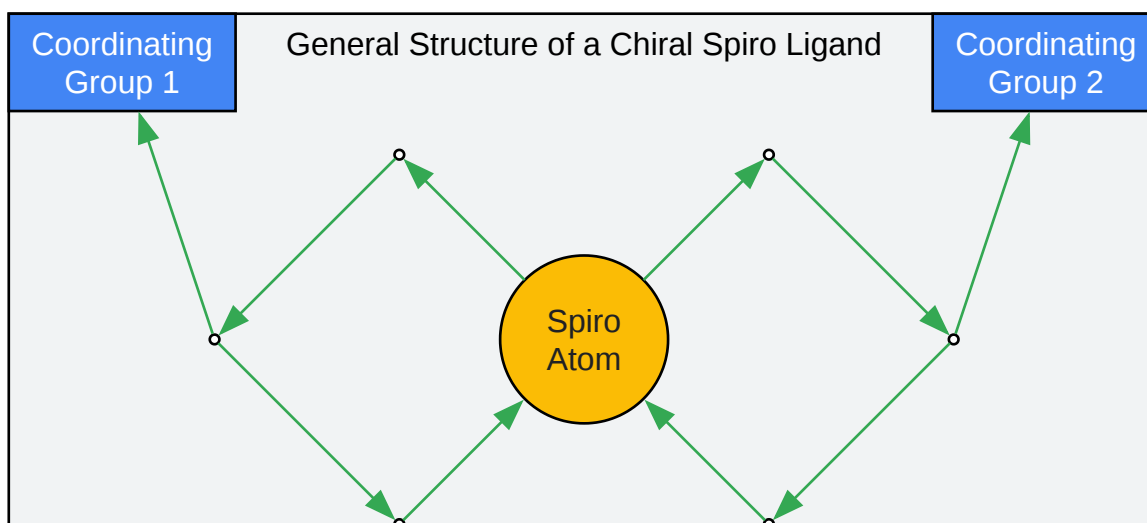 Coordinating
Group 1
General Structure of a Chiral Spiro Ligand
Coordinating
Group 2
Spiro
Atom